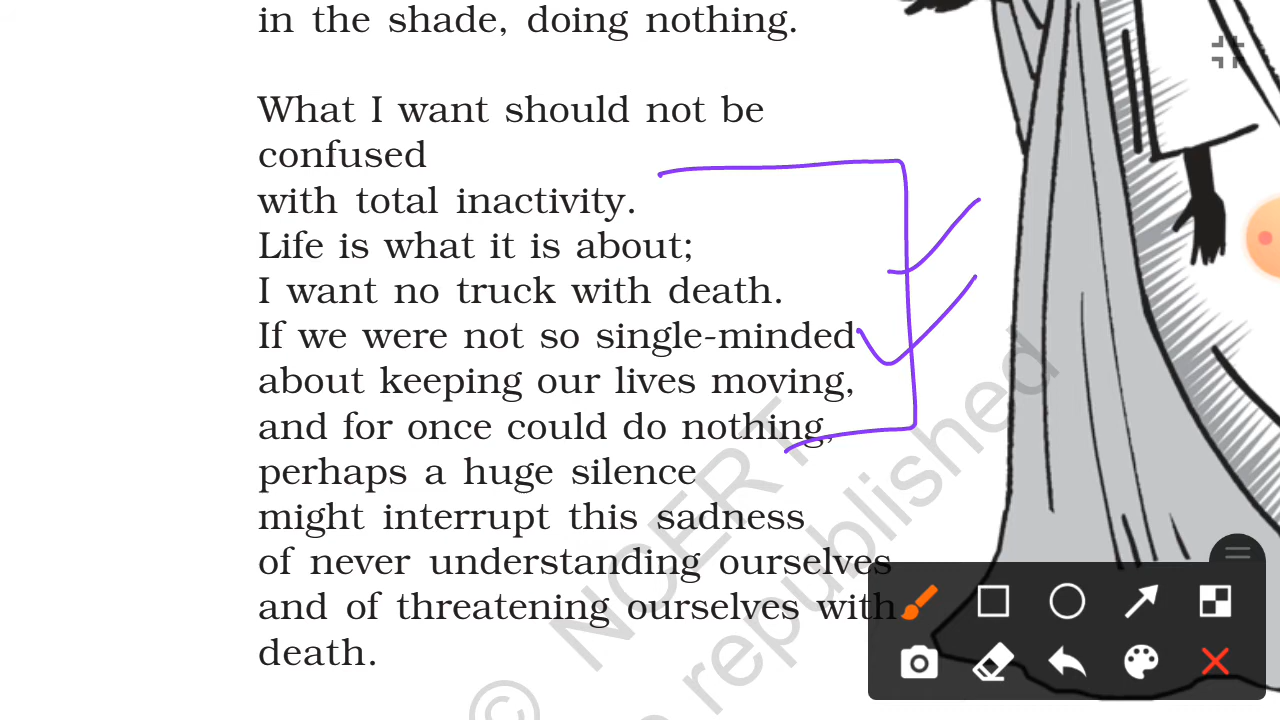 in the shade, doing nothing.
What I want should not be
confused
with total inactivity.
Life is what it is about;
I want no truck with death.
If we were not so single-minded
about keeping our lives moving,
and for once could do nothing,
perhaps a huge silence
might interrupt this sadness
of never understanding ourselves
and of threatening ourselves with
death.
© NCERT
republished